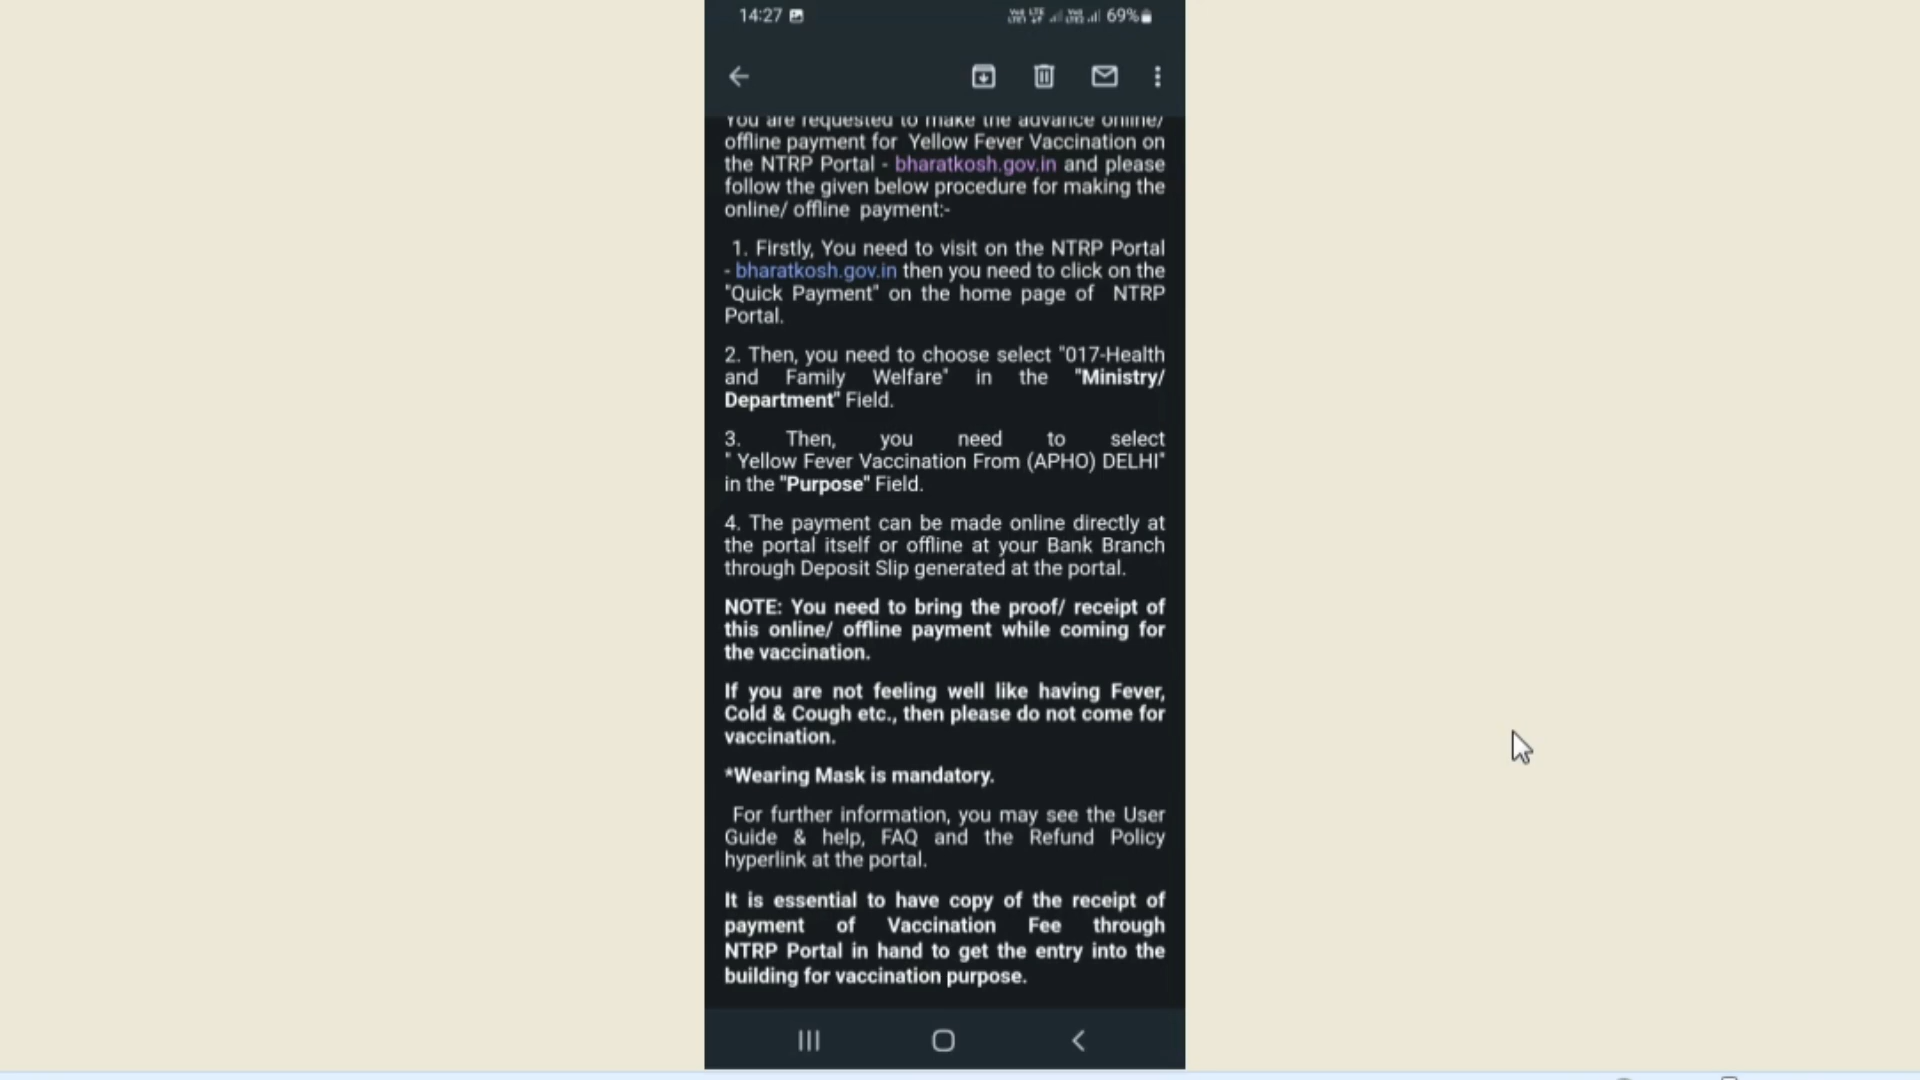 14:27
69%
You are requested to make the advance online/
offline payment for Yellow Fever Vaccination on
the NTRP Portal - bharatkosh.gov.in and please
follow the given below procedure for making the
online/ offline payment:-
1. Firstly, You need to visit on the NTRP Portal
- bharatkosh.gov.in then you need to click on the
"Quick Payment" on the home page of NTRP
Portal.
2. Then, you need to choose select "017-Health
and Family Welfare" in the "Ministry/
Department" Field.
3. Then, you need to select
" Yellow Fever Vaccination From (APHO) DELHI"
in the "Purpose" Field.
4. The payment can be made online directly at
the portal itself or offline at your Bank Branch
through Deposit Slip generated at the portal.
NOTE: You need to bring the proof/ receipt of
this online/ offline payment while coming for
the vaccination.
If you are not feeling well like having Fever,
Cold & Cough etc., then please do not come for
vaccination.
*Wearing Mask is mandatory.
For further information, you may see the User
Guide & help, FAQ and the Refund Policy
hyperlink at the portal.
It is essential to have copy of the receipt of
payment of Vaccination Fee through
NTRP Portal in hand to get the entry into the
building for vaccination purpose.